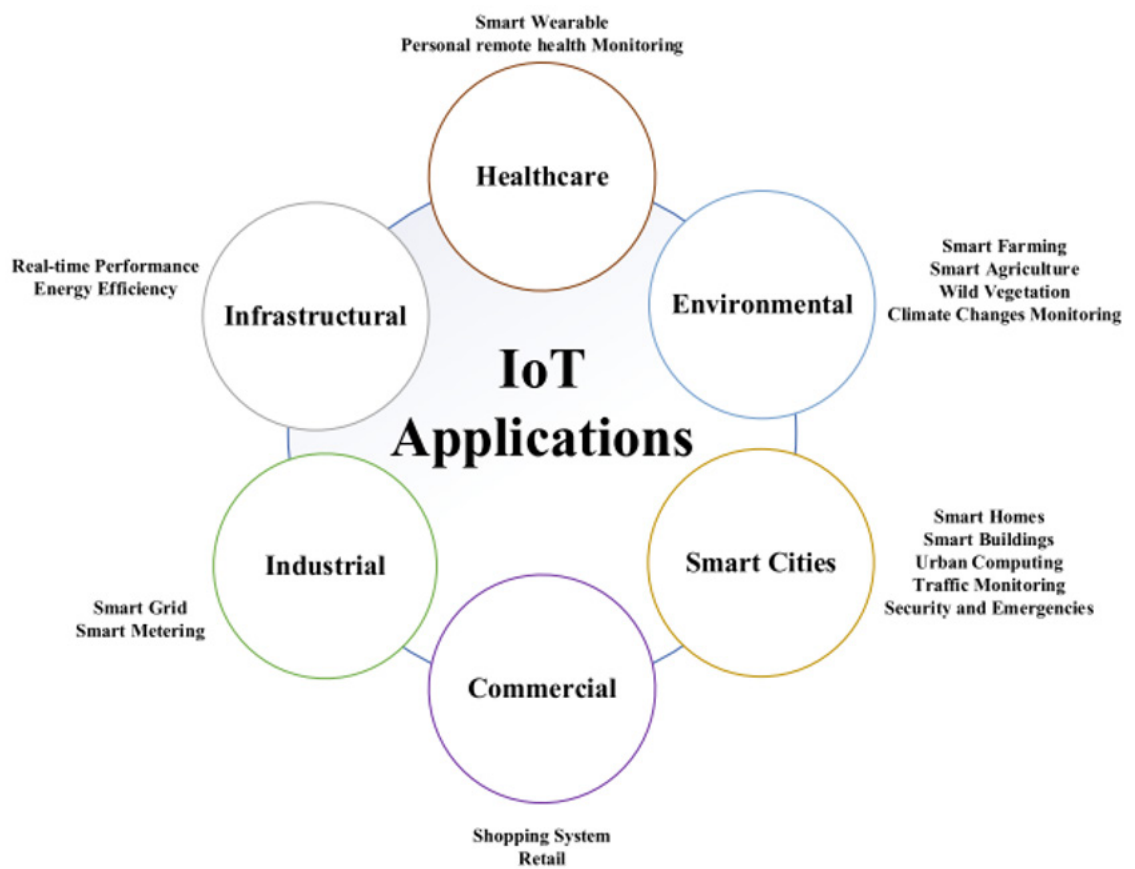 Smart Wearable
Personal remote health Monitoring
Healthcare
Real-time Performance
Energy Efficiency
Infrastructural
Environmental
Smart Farming
Smart Agriculture
Wild Vegetation
Climate Changes Monitoring
IoT
Applications
Industrial
Smart Grid
Smart Metering
Smart Cities
Smart Homes
Smart Buildings
Urban Computing
Traffic Monitoring
Security and Emergencies
Commercial
Shopping System
Retail